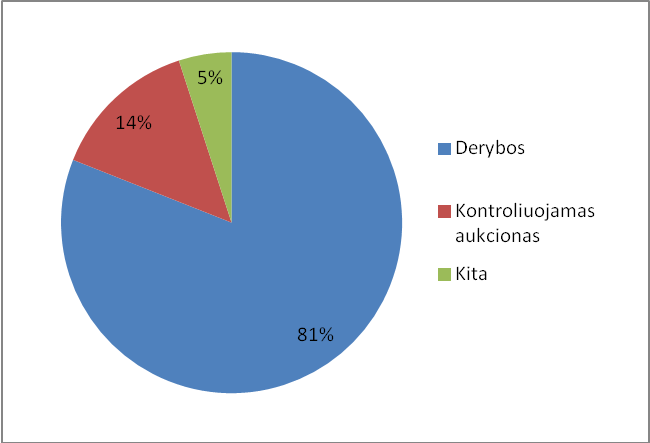 5%
14%
81%
Derybos
Kontroliuojamas
aukcionas
Kita